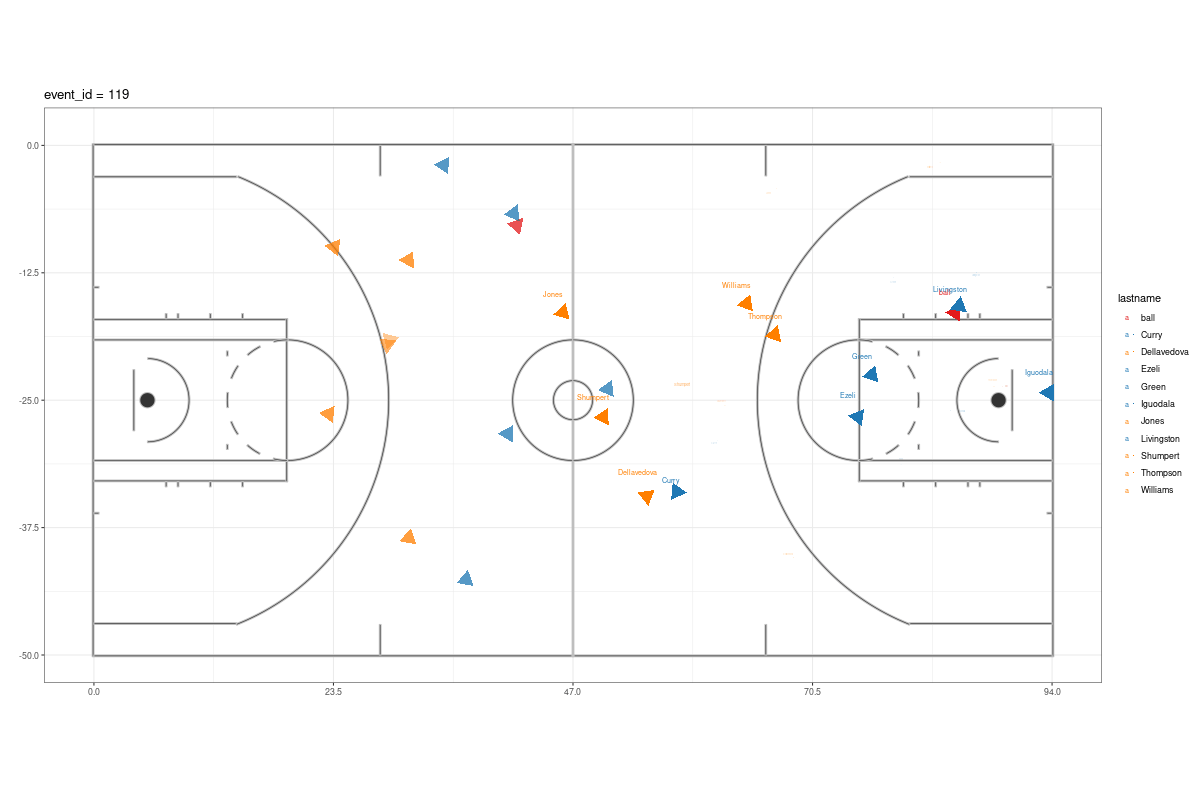 event_id = 119
0.0
-12.5
-25.0
-37.5
-50.0
0.0
23.5
47.0
70.5
94.0
Jones
Williams
Thompson
Livingston
ball
Green
Iguodala
Ezeli
Shumpert
Dellavedova
Curry
lastname
a ball
a Curry
a Dellavedova
a Ezeli
a Green
a Iguodala
a Jones
a Livingston
a Shumpert
a Thompson
a Williams